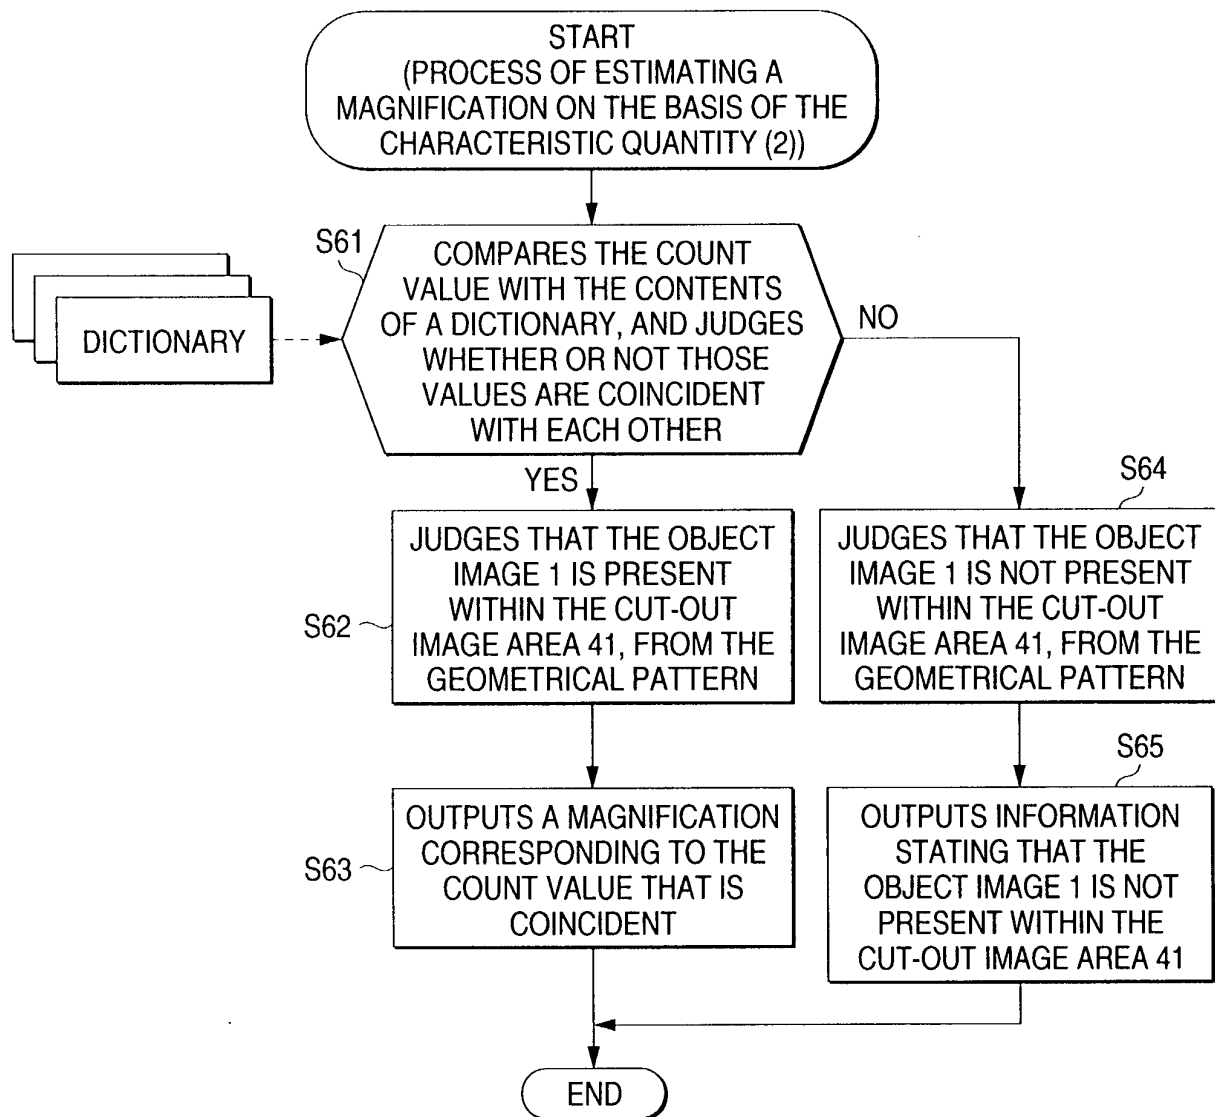 START
(PROCESS OF ESTIMATING A
MAGNIFICATION ON THE BASIS OF THE
CHARACTERISTIC QUANTITY (2))
S61
COMPARES THE COUNT
VALUE WITH THE CONTENTS
OF A DICTIONARY, AND JUDGES
WHETHER OR NOT THOSE
VALUES ARE COINCIDENT
WITH EACH OTHER
DICTIONARY
NO
YES
S62
JUDGES THAT THE OBJECT
IMAGE 1 IS PRESENT
WITHIN THE CUT-OUT
IMAGE AREA 41, FROM THE
GEOMETRICAL PATTERN
S64
JUDGES THAT THE OBJECT
IMAGE 1 IS NOT PRESENT
WITHIN THE CUT-OUT
IMAGE AREA 41, FROM THE
GEOMETRICAL PATTERN
S63
OUTPUTS A MAGNIFICATION
CORRESPONDING TO THE
COUNT VALUE THAT IS
COINCIDENT
S65
OUTPUTS INFORMATION
STATING THAT THE
OBJECT IMAGE 1 IS NOT
PRESENT WITHIN THE
CUT-OUT IMAGE AREA 41
END